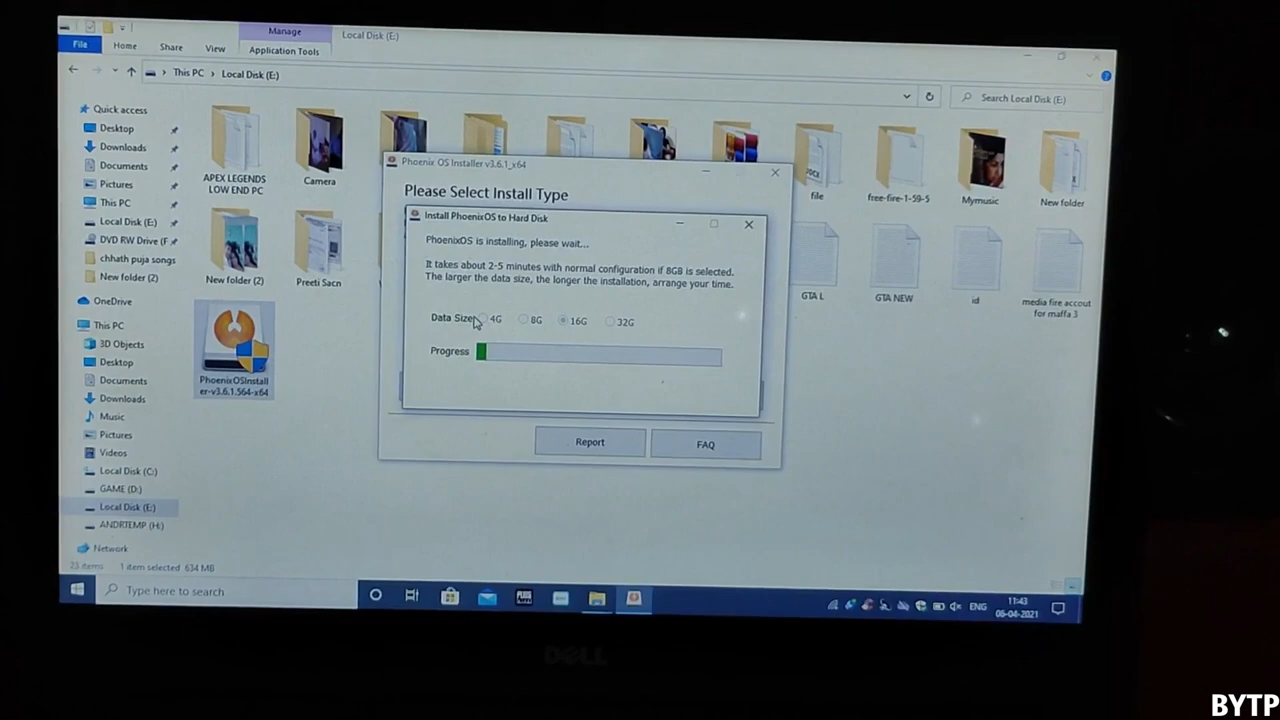 Manage
Local Disk (E:)
File
Home
Share
View
Application Tools
This PC
Local Disk (E:)
Search Local Disk (E:)
Quick access
Desktop
Downloads
Documents
Pictures
This PC
Local Disk (E:)
DVD RW Drive (F
chhath puja songs
New folder (2)
OneDrive
This PC
3D Objects
Desktop
Documents
Downloads
Music
Pictures
Videos
Local Disk (C:)
GAME (D:)
Local Disk (E:)
ANDRTEMP (H:)
Network
APEX LEGENDS
LOW END PC
Camera
file
free-fire-1-59-5
Mymusic
New folder
New folder (2)
Preeti Sacn
GTA L
GTA NEW
id
media fire accout
for maffa 3
PhoenixOSInstall
er-v3.6.1.564-x64
Phoenix OS Installer v3.6.1_x64
Please Select Install Type
Install PhoenixOS to Hard Disk
PhoenixOS is installing, please wait...
It takes about 2-5 minutes with normal configuration if 8GB is selected.
The larger the data size, the longer the installation, arrange your time.
Data Size
4G
8G
16G
32G
Progress
Report
FAQ
23 items
1 item selected 634 MB
Type here to search
ENG
11:43
06-04-2021
DELL
BYTP